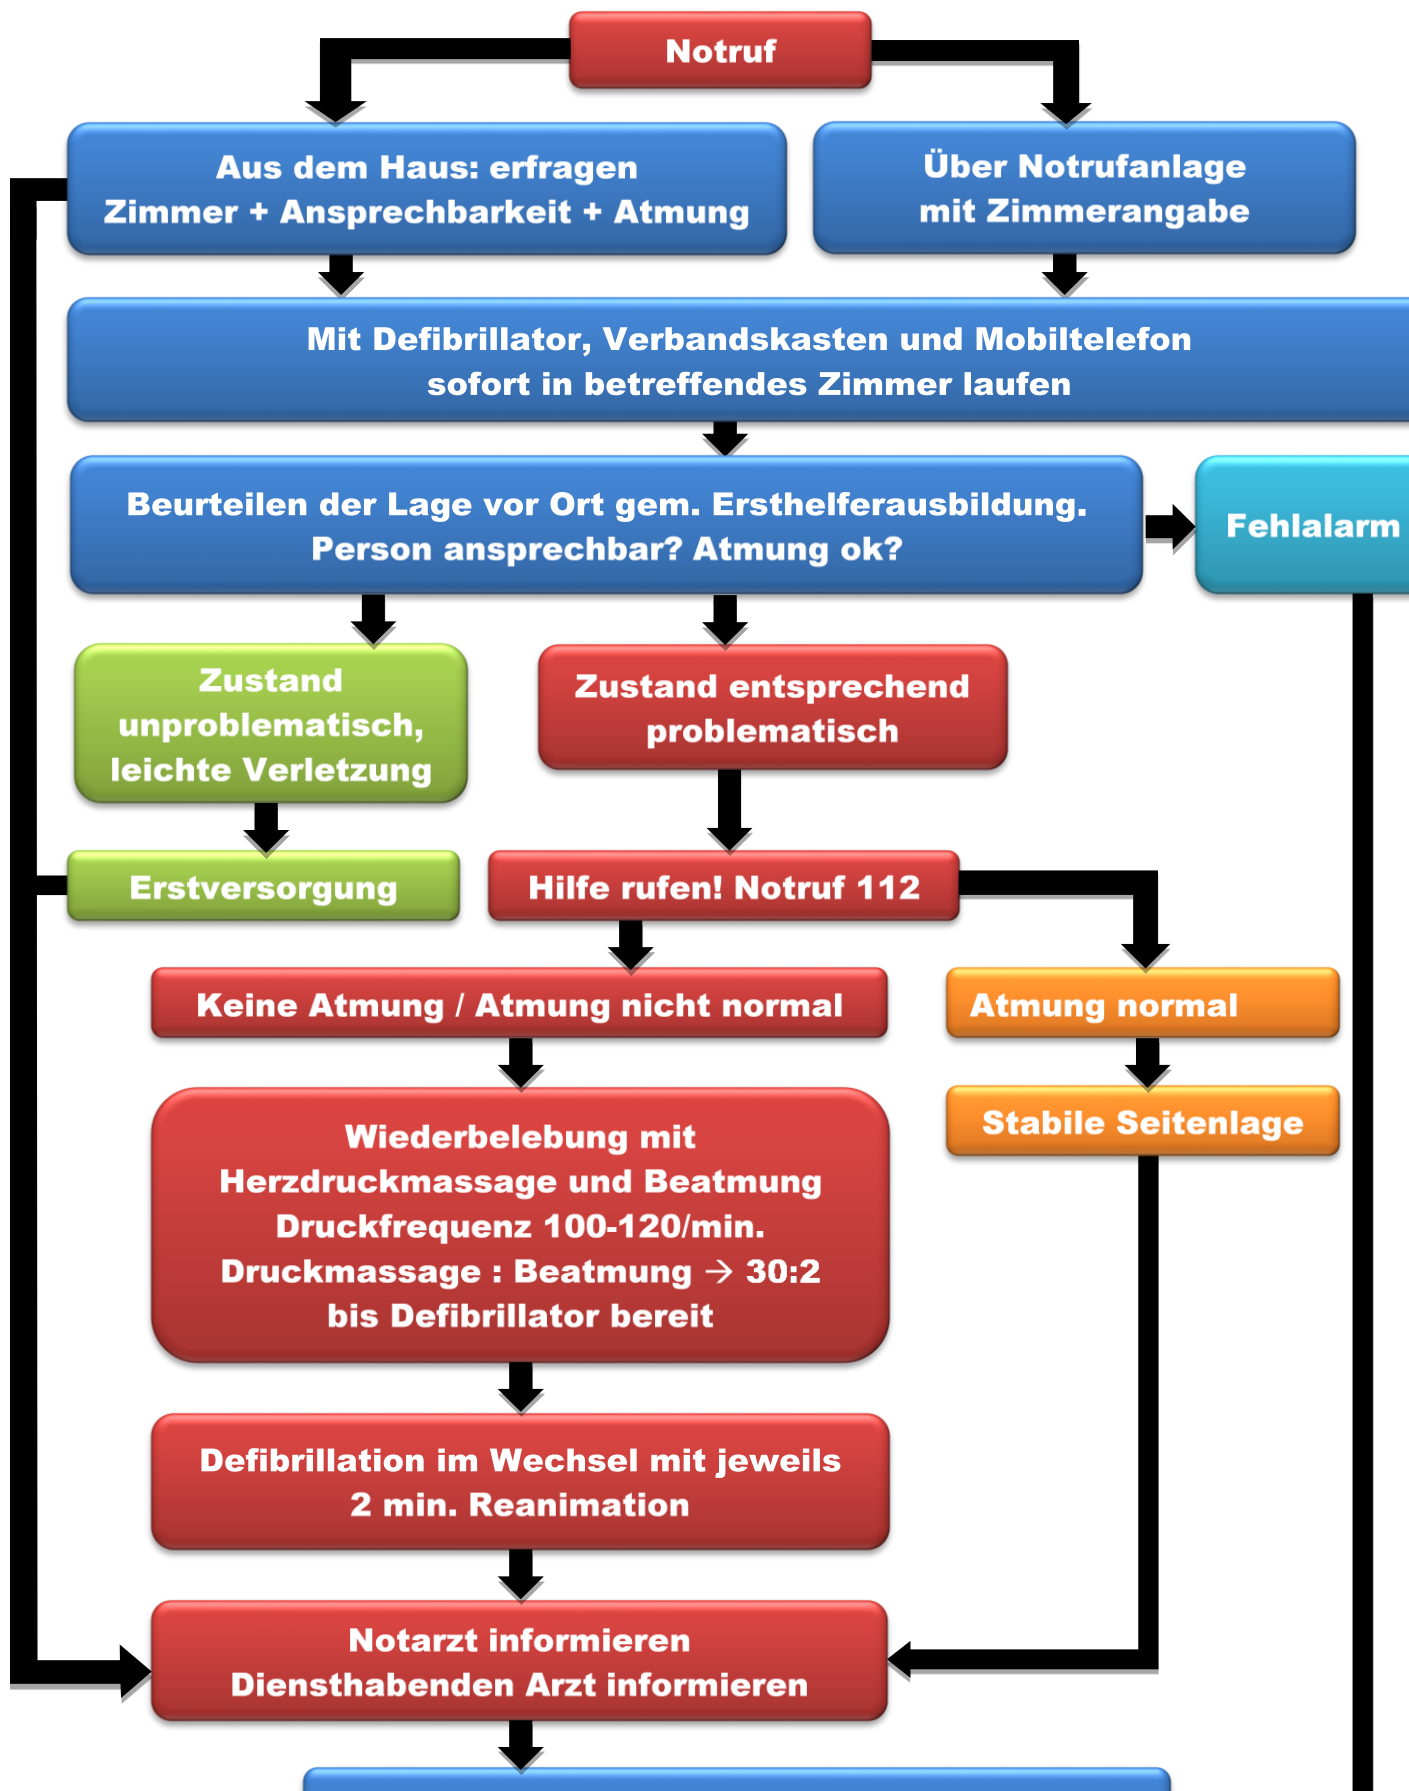 Notruf
Aus dem Haus: erfragen
Zimmer + Ansprechbarkeit + Atmung
Über Notrufanlage
mit Zimmerangabe
Mit Defibrillator, Verbandskasten und Mobiltelefon
sofort in betreffendes Zimmer laufen
Beurteilen der Lage vor Ort gem. Ersthelferausbildung.
Person ansprechbar? Atmung ok?
Fehlalarm
Zustand
unproblematisch,
leichte Verletzung
Zustand entsprechend
problematisch
Erstversorgung
Hilfe rufen! Notruf 112
Keine Atmung / Atmung nicht normal
Atmung normal
Wiederbelebung mit
Herzdruckmassage und Beatmung
Druckfrequenz 100-120/min.
Druckmassage : Beatmung → 30:2
bis Defibrillator bereit
Stabile Seitenlage
Defibrillation im Wechsel mit jeweils
2 min. Reanimation
Notarzt informieren
Diensthabenden Arzt informieren